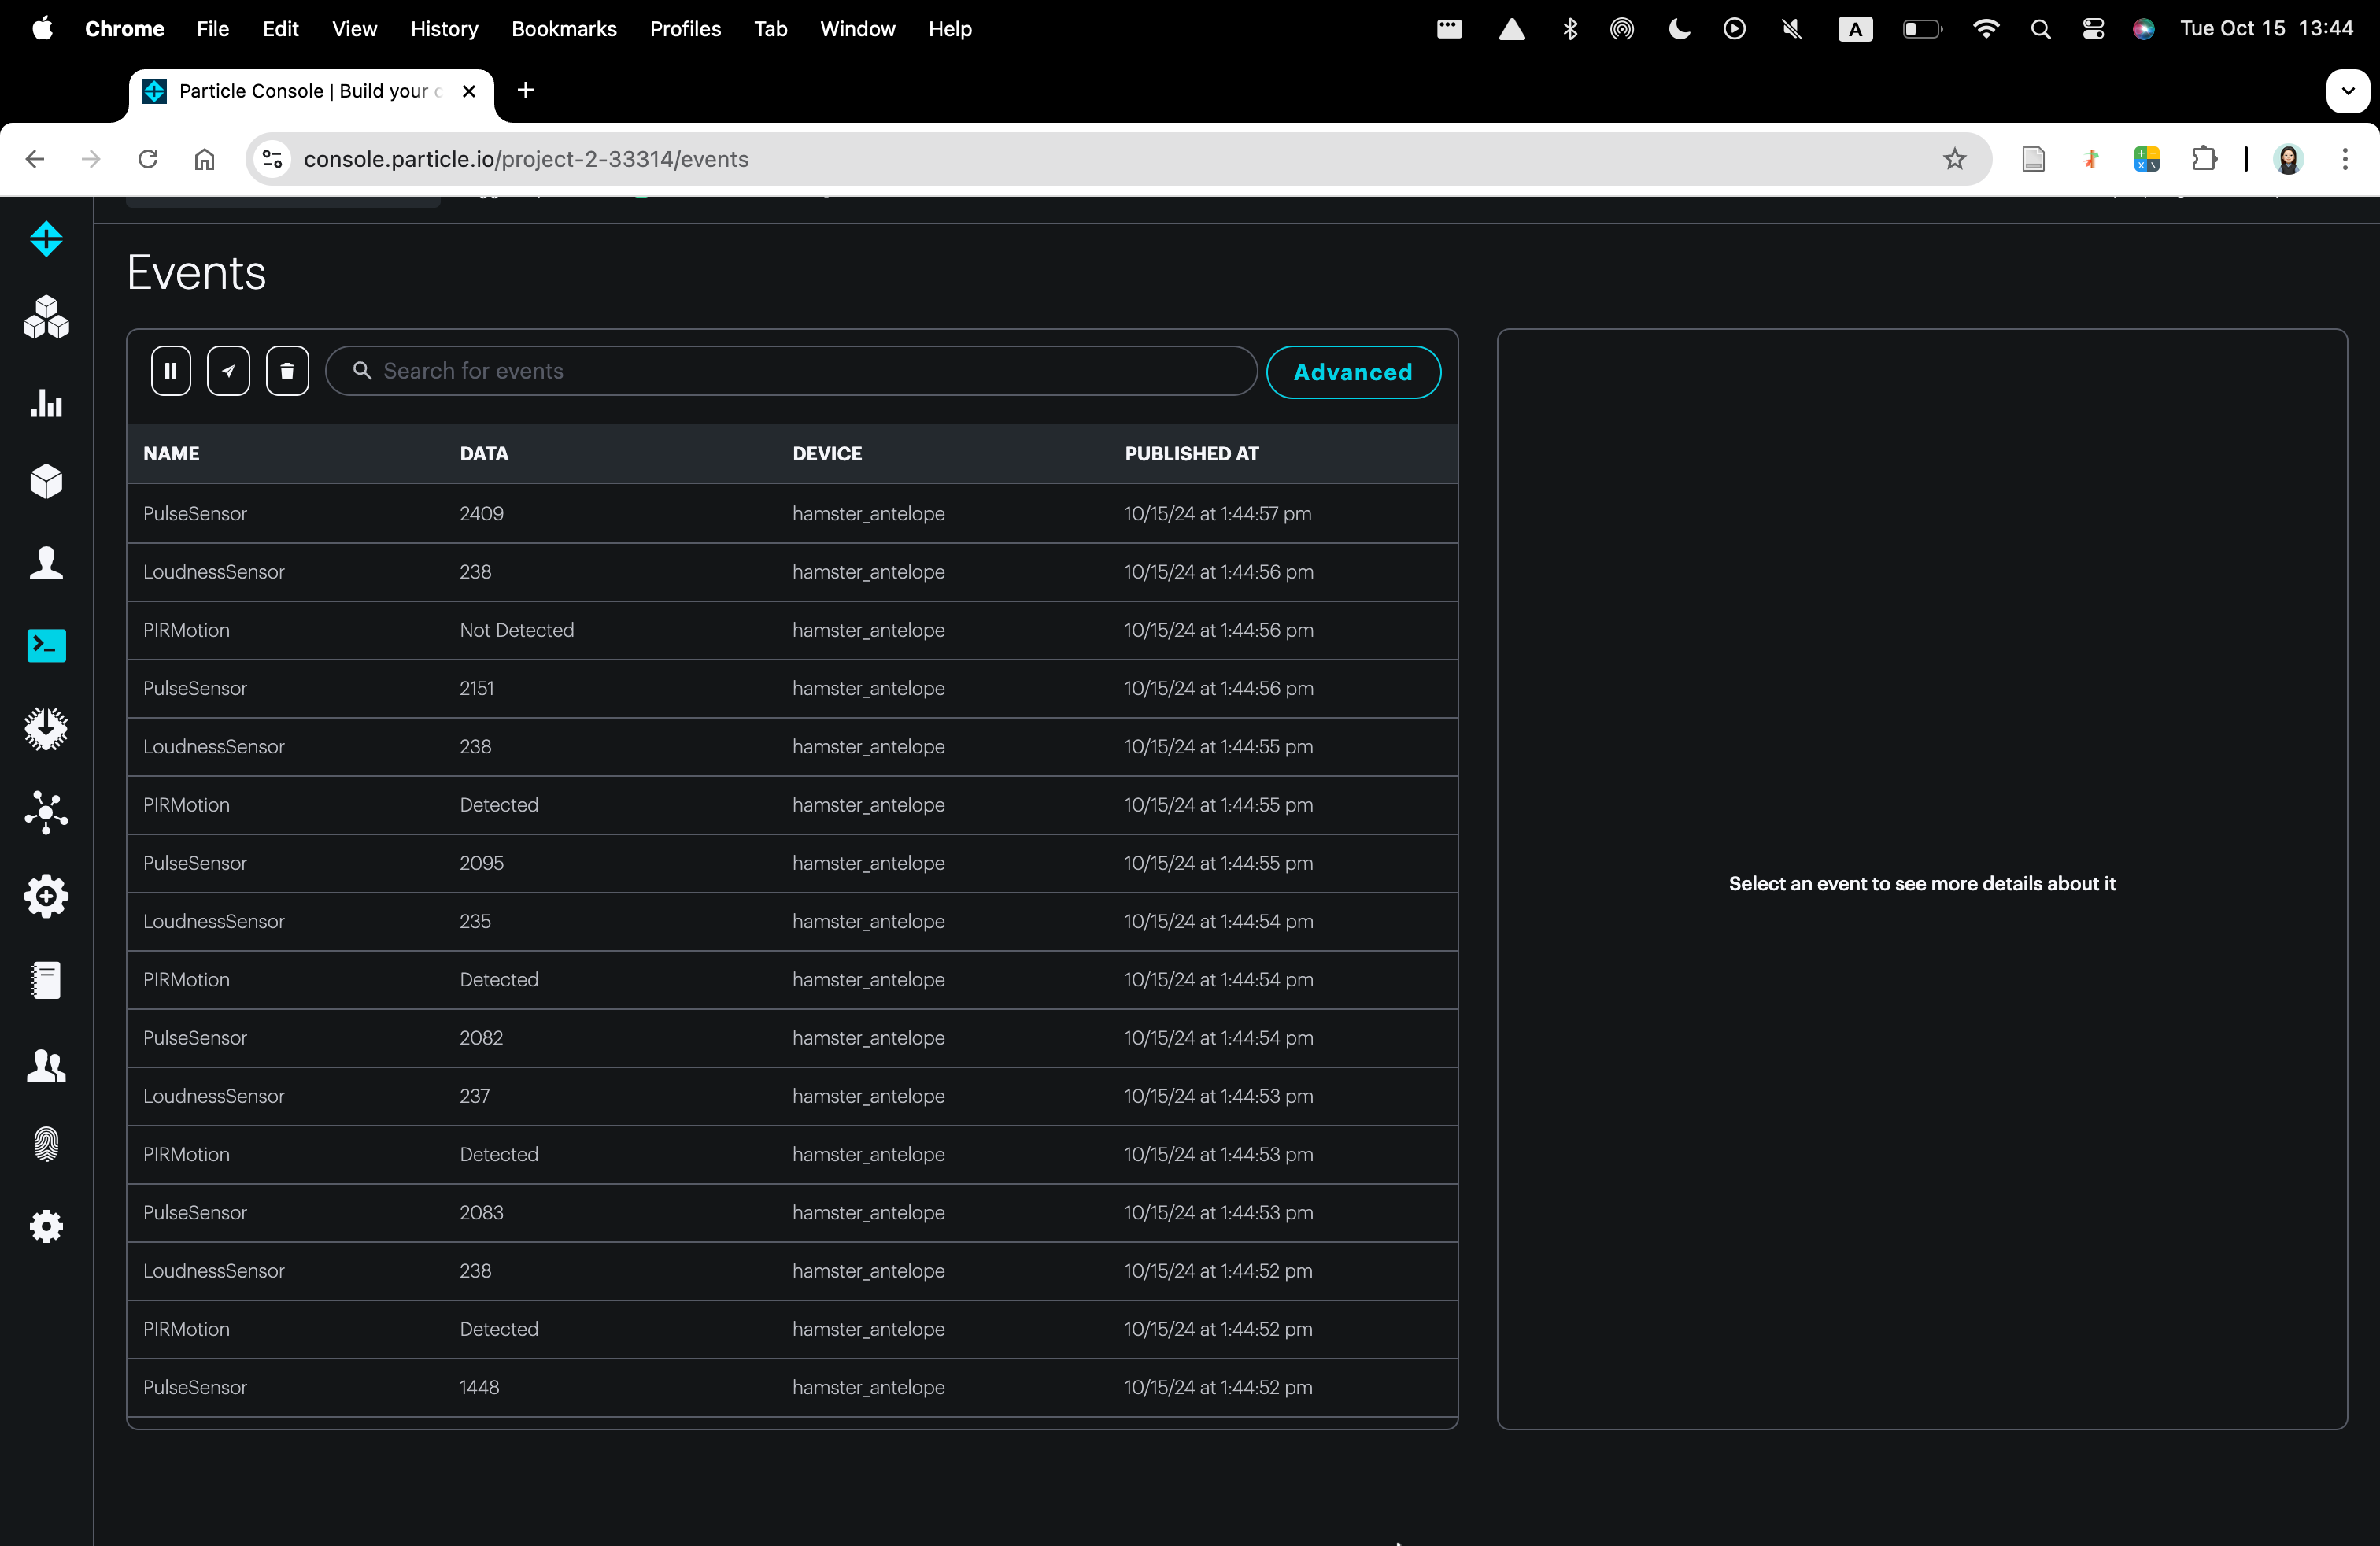 Chrome File Edit View History Bookmarks Profiles Tab Window Help A Tue Oct 15 13:44
Particle Console | Build your
console.particle.io/project-2-33314/events
Events
Search for events Advanced
NAME DATA DEVICE PUBLISHED AT
PulseSensor 2409 hamster_antelope 10/15/24 at 1:44:57 pm
LoudnessSensor 238 hamster_antelope 10/15/24 at 1:44:56 pm
PIRMotion Not Detected hamster_antelope 10/15/24 at 1:44:56 pm
PulseSensor 2151 hamster_antelope 10/15/24 at 1:44:56 pm
LoudnessSensor 238 hamster_antelope 10/15/24 at 1:44:55 pm
PIRMotion Detected hamster_antelope 10/15/24 at 1:44:55 pm
PulseSensor 2095 hamster_antelope 10/15/24 at 1:44:55 pm
LoudnessSensor 235 hamster_antelope 10/15/24 at 1:44:54 pm
PIRMotion Detected hamster_antelope 10/15/24 at 1:44:54 pm
PulseSensor 2082 hamster_antelope 10/15/24 at 1:44:54 pm
LoudnessSensor 237 hamster_antelope 10/15/24 at 1:44:53 pm
PIRMotion Detected hamster_antelope 10/15/24 at 1:44:53 pm
PulseSensor 2083 hamster_antelope 10/15/24 at 1:44:53 pm
LoudnessSensor 238 hamster_antelope 10/15/24 at 1:44:52 pm
PIRMotion Detected hamster_antelope 10/15/24 at 1:44:52 pm
PulseSensor 1448 hamster_antelope 10/15/24 at 1:44:52 pm
Select an event to see more details about it